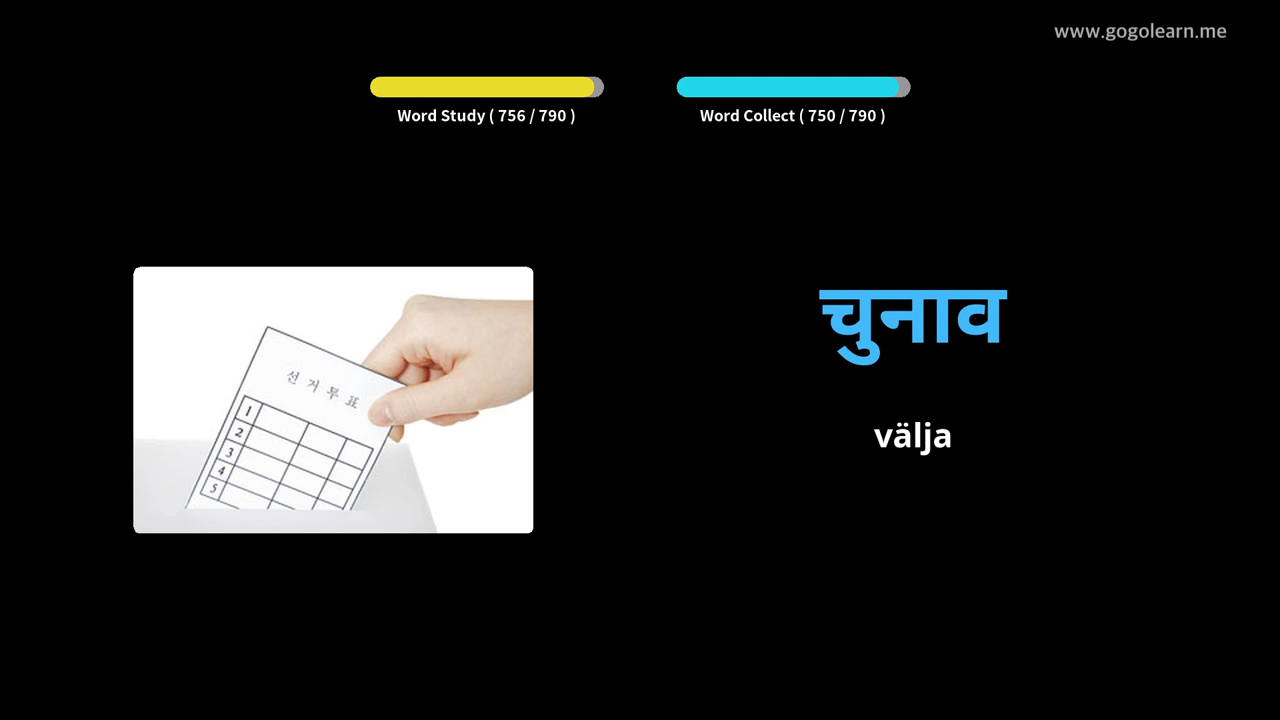 www.gogolearn.me
Word Study ( 756 / 790 )
Word Collect ( 750 / 790 )
선거투표
1
2
3
4
5
चुनाव
välja